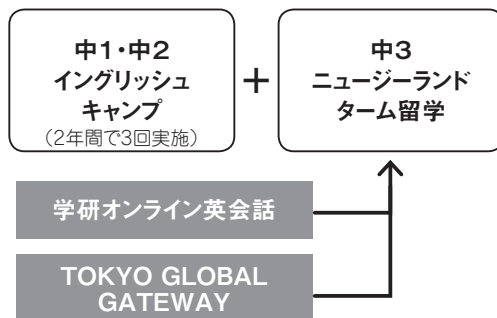 中1・中2
イングリッシュ
キャンプ
(2年間で3回実施)
+
中3
ニュージーランド
ターム留学
学研オンライン英会話
TOKYO GLOBAL
GATEWAY